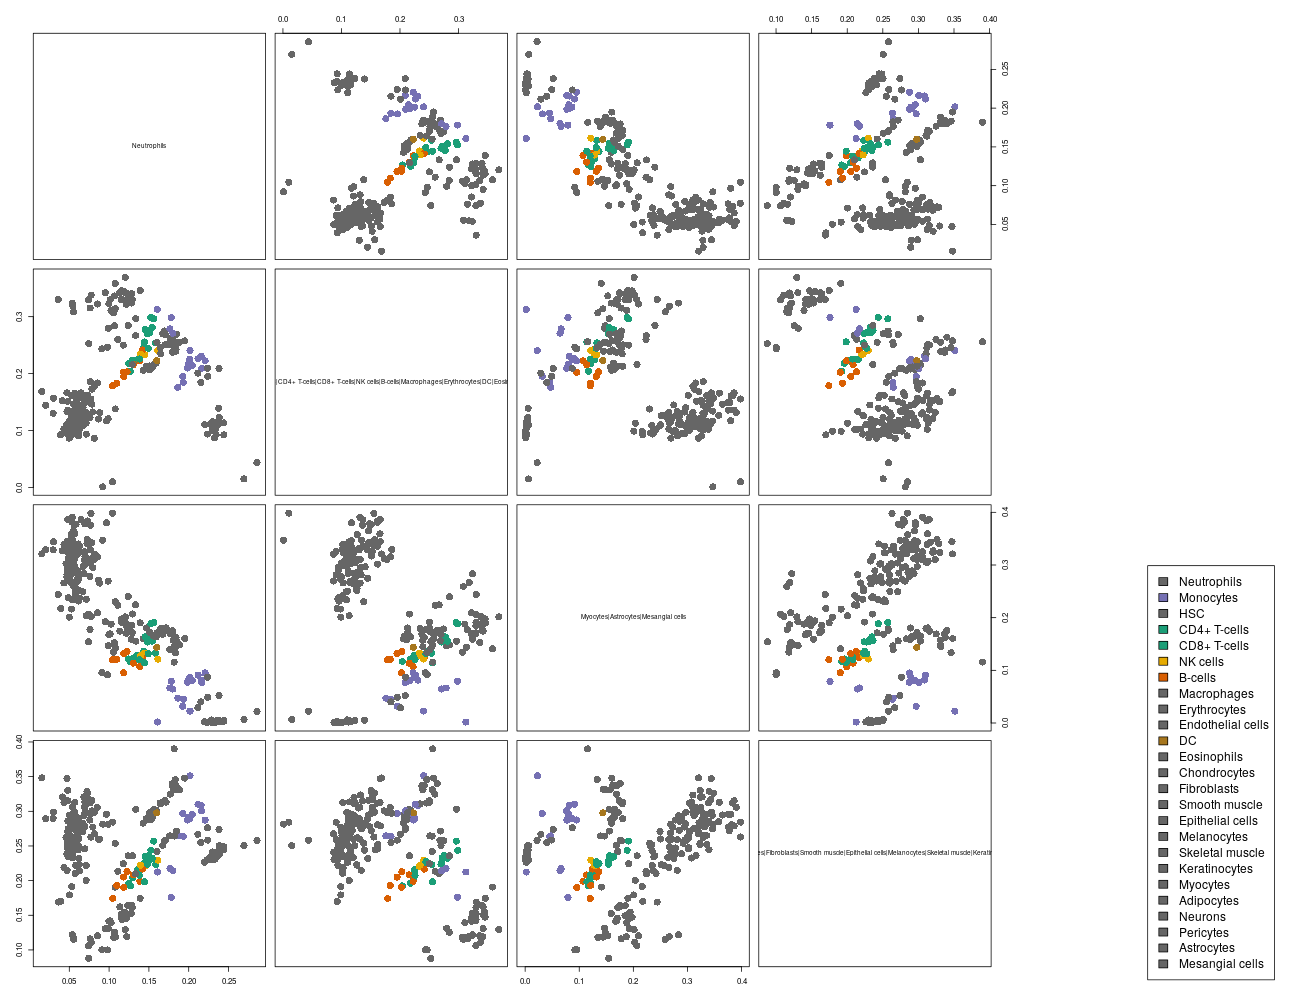 0.0 0.1 0.2 0.3
0.10 0.20 0.25 0.30 0.35 0.40
Neutrophils
0.05 0.10 0.15 0.20 0.25
0.0 0.1 0.2 0.3
|CD4+ T-cells|CD8+ T-cells|NK cells|B-cells|Macrophages|Erythrocytes|DC|Eosin
Myocytes|Astrocytes|Mesangial cells
0.0 0.1 0.2 0.3 0.4
es|Fibroblasts|Smooth muscle|Epithelial cells|Melanocytes|Skeletal muscle|Kerati
0.10 0.15 0.20 0.25 0.30 0.35 0.40
0.05 0.10 0.15 0.20 0.25
0.0 0.1 0.2 0.3 0.4
Neutrophils
Monocytes
HSC
CD4+ T-cells
CD8+ T-cells
NK cells
B-cells
Macrophages
Erythrocytes
Endothelial cells
DC
Eosinophils
Chondrocytes
Fibroblasts
Smooth muscle
Epithelial cells
Melanocytes
Skeletal muscle
Keratinocytes
Myocytes
Adipocytes
Neurons
Pericytes
Astrocytes
Mesangial cells